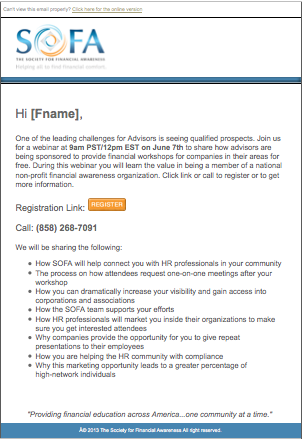 Can't view this email properly? Click here for the online version
SOFA
THE SOCIETY FOR FINANCIAL AWARENESS
Helping all to find financial comfort.
Hi [Fname],
One of the leading challenges for Advisors is seeing qualified prospects. Join us
for a webinar at 9am PST/12pm EST on June 7th to share how advisors are
being sponsored to provide financial workshops for companies in their areas for
free. During this webinar you will learn the value in being a member of a national
non-profit financial awareness organization. Click link or call to register or to get
more information.
Registration Link: REGISTER
Call: (858) 268-7091
We will be sharing the following:
• How SOFA will help connect you with HR professionals in your community
• The process on how attendees request one-on-one meetings after your
workshop
• How you can dramatically increase your visibility and gain access into
corporations and associations
• How the SOFA team supports your efforts
• How HR professionals will market you inside their organizations to make
sure you get interested attendees
• Why companies provide the opportunity for you to give repeat
presentations to their employees
• How you are helping the HR community with compliance
• Why this marketing opportunity leads to a greater percentage of
high-network individuals
"Providing financial education across America...one community at a time."
Â© 2013 The Society for Financial Awareness All right reserved.